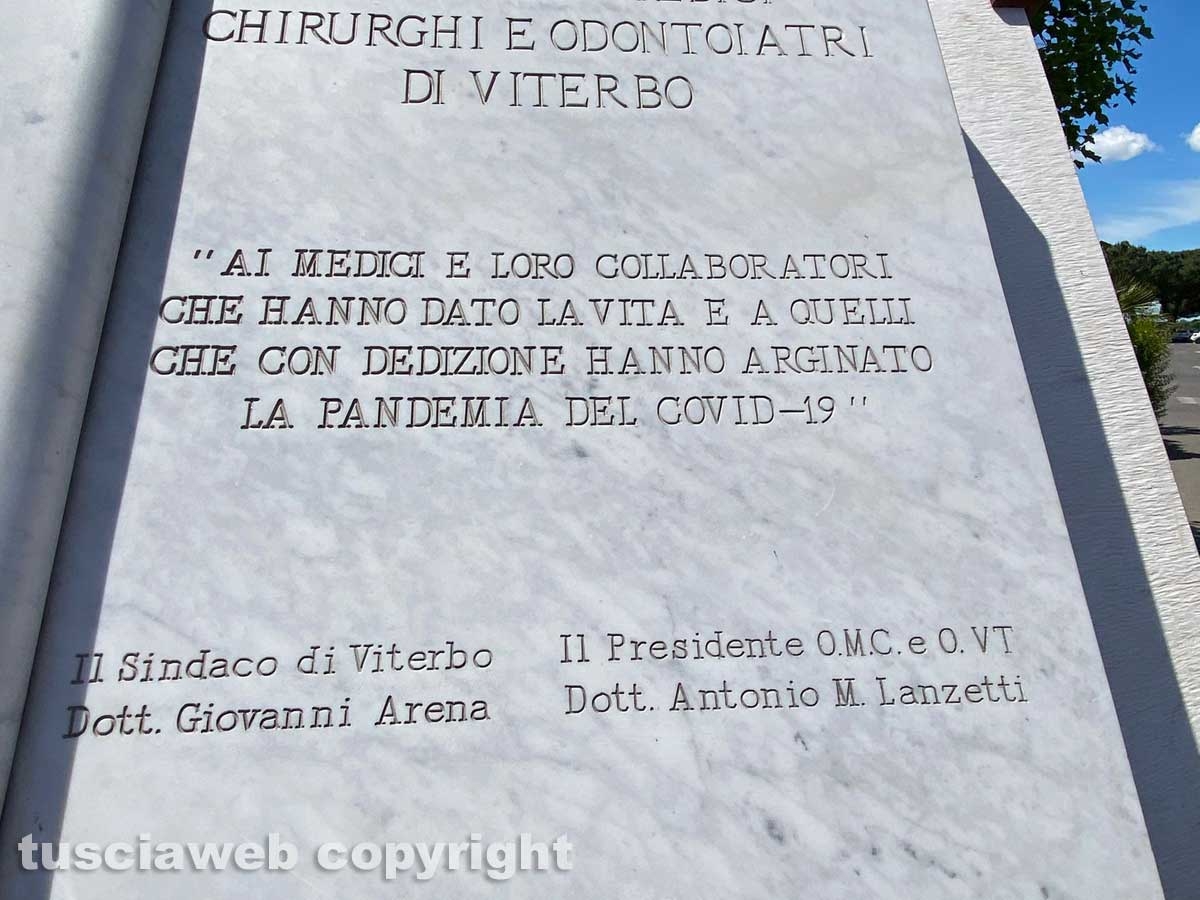 CHIRURGHI E ODONTOIATRI
DI VITERBO
"AI MEDICI E LORO COLLABORATORI
CHE HANNO DATO LA VITA E A QUELLI
CHE CON DEDIZIONE HANNO ARGINATO
LA PANDEMIA DEL COVID-19"
Il Sindaco di Viterbo
Dott. Giovanni Arena
Il Presidente O.M.C. e O. VT
Dott. Antonio M. Lanzetti
tusciaweb copyright